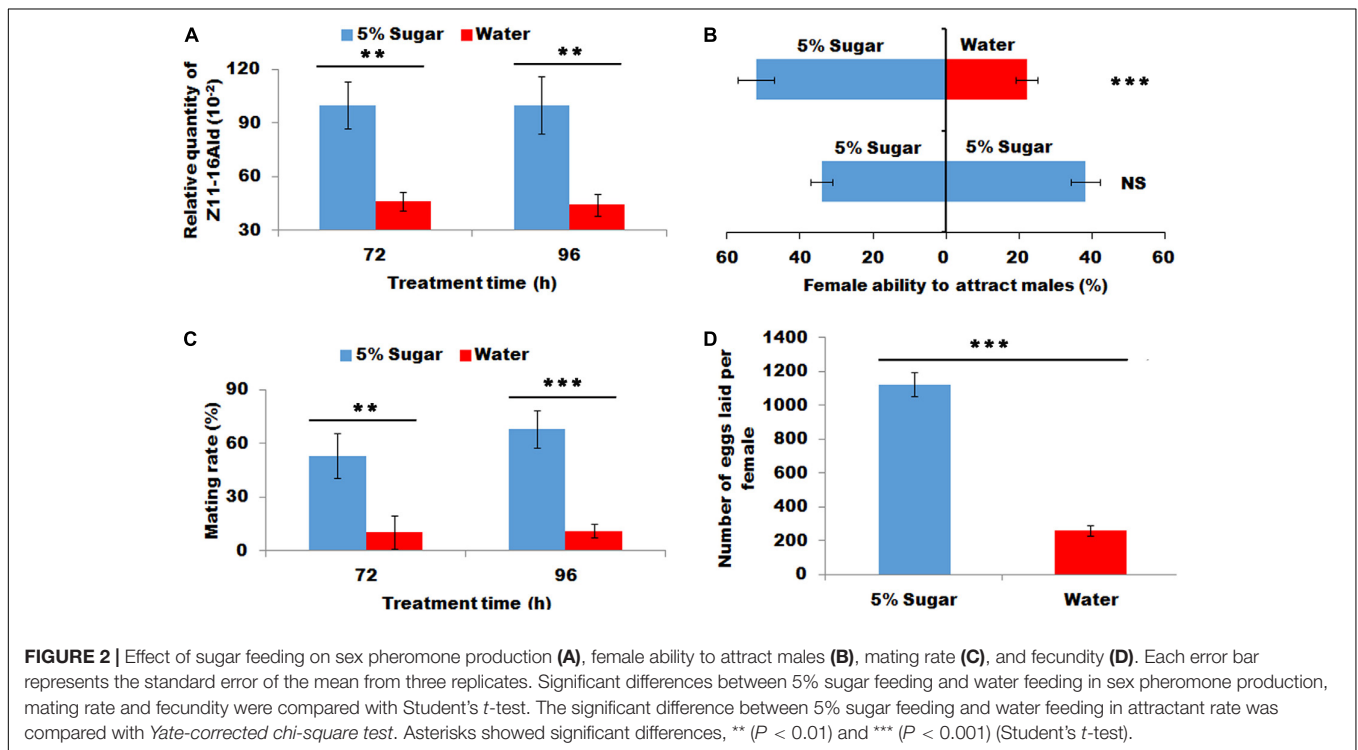 A
5% Sugar Water
** **
Relative quantity of
Z11-16Ald (10-2)
120
90
60
30
72 96
Treatment time (h)
B
5% Sugar Water
***
5% Sugar 5% Sugar
NS
60 40 20 0 20 40 60
Female ability to attract males (%)
C
5% Sugar Water
** ***
Mating rate (%)
90
60
30
0
72 96
Treatment time (h)
D
***
Number of eggs laid per
female
1400
1200
1000
800
600
400
200
0
5% Sugar Water
FIGURE 2 | Effect of sugar feeding on sex pheromone production (A), female ability to attract males (B), mating rate (C), and fecundity (D). Each error bar
represents the standard error of the mean from three replicates. Significant differences between 5% sugar feeding and water feeding in sex pheromone production,
mating rate and fecundity were compared with Student's t-test. The significant difference between 5% sugar feeding and water feeding in attractant rate was
compared with Yate-corrected chi-square test. Asterisks showed significant differences, ** (P < 0.01) and *** (P < 0.001) (Student's t-test).